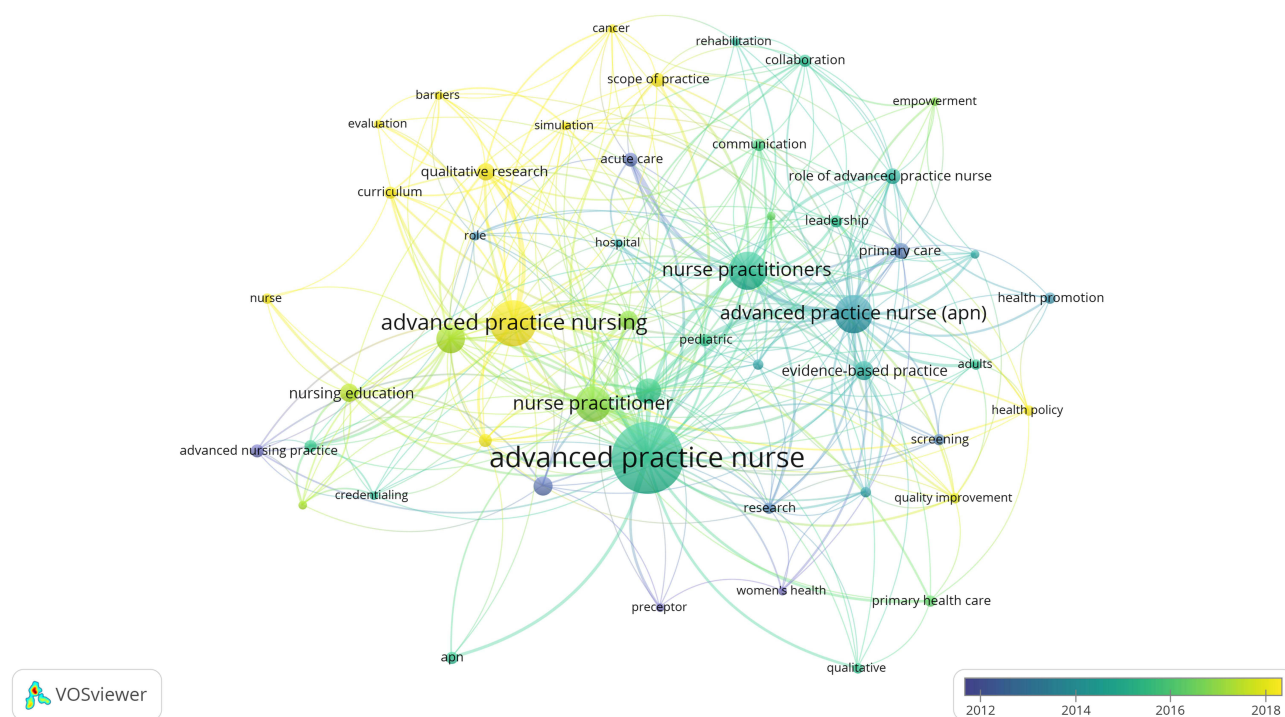 cancer
rehabilitation
collaboration
scope of practice
barriers
empowerment
evaluation
simulation
communication
acute care
qualitative research
role of advanced practice nurse
curriculum
leadership
role
hospital
primary care
nurse practitioners
nurse
health promotion
advanced practice nurse (apn)
advanced practice nursing
pediatric
adults
evidence-based practice
nursing education
nurse practitioner
health policy
screening
advanced nursing practice
advanced practice nurse
credentialing
quality improvement
research
women's health
primary health care
preceptor
apn
qualitative
VOSviewer
2012 2014 2016 2018